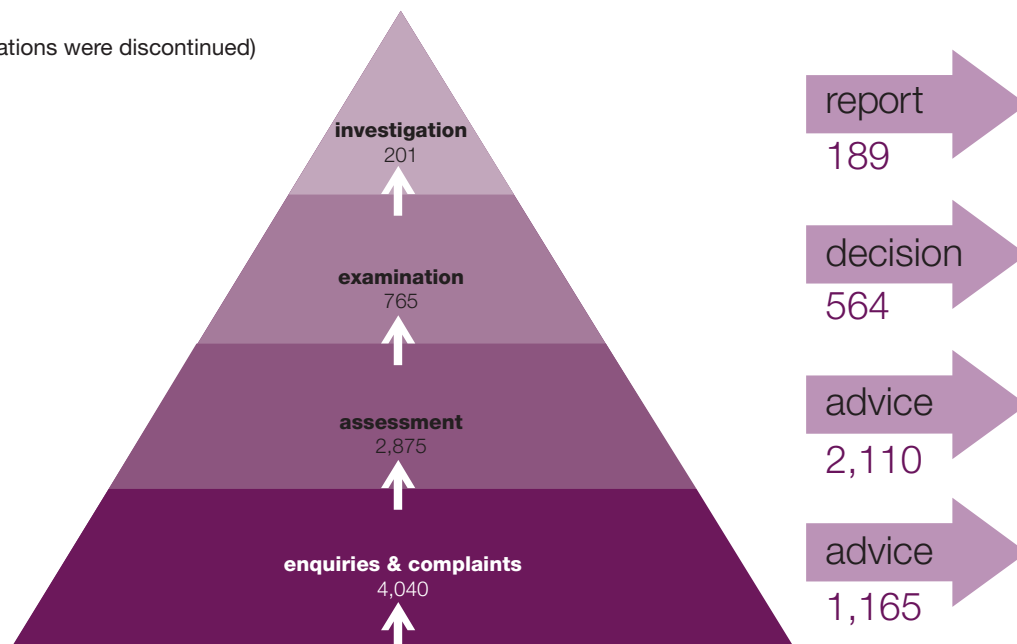 ations were discontinued)
investigation
201
report
189
examination
765
decision
564
assessment
2,875
advice
2,110
enquiries & complaints
4,040
advice
1,165